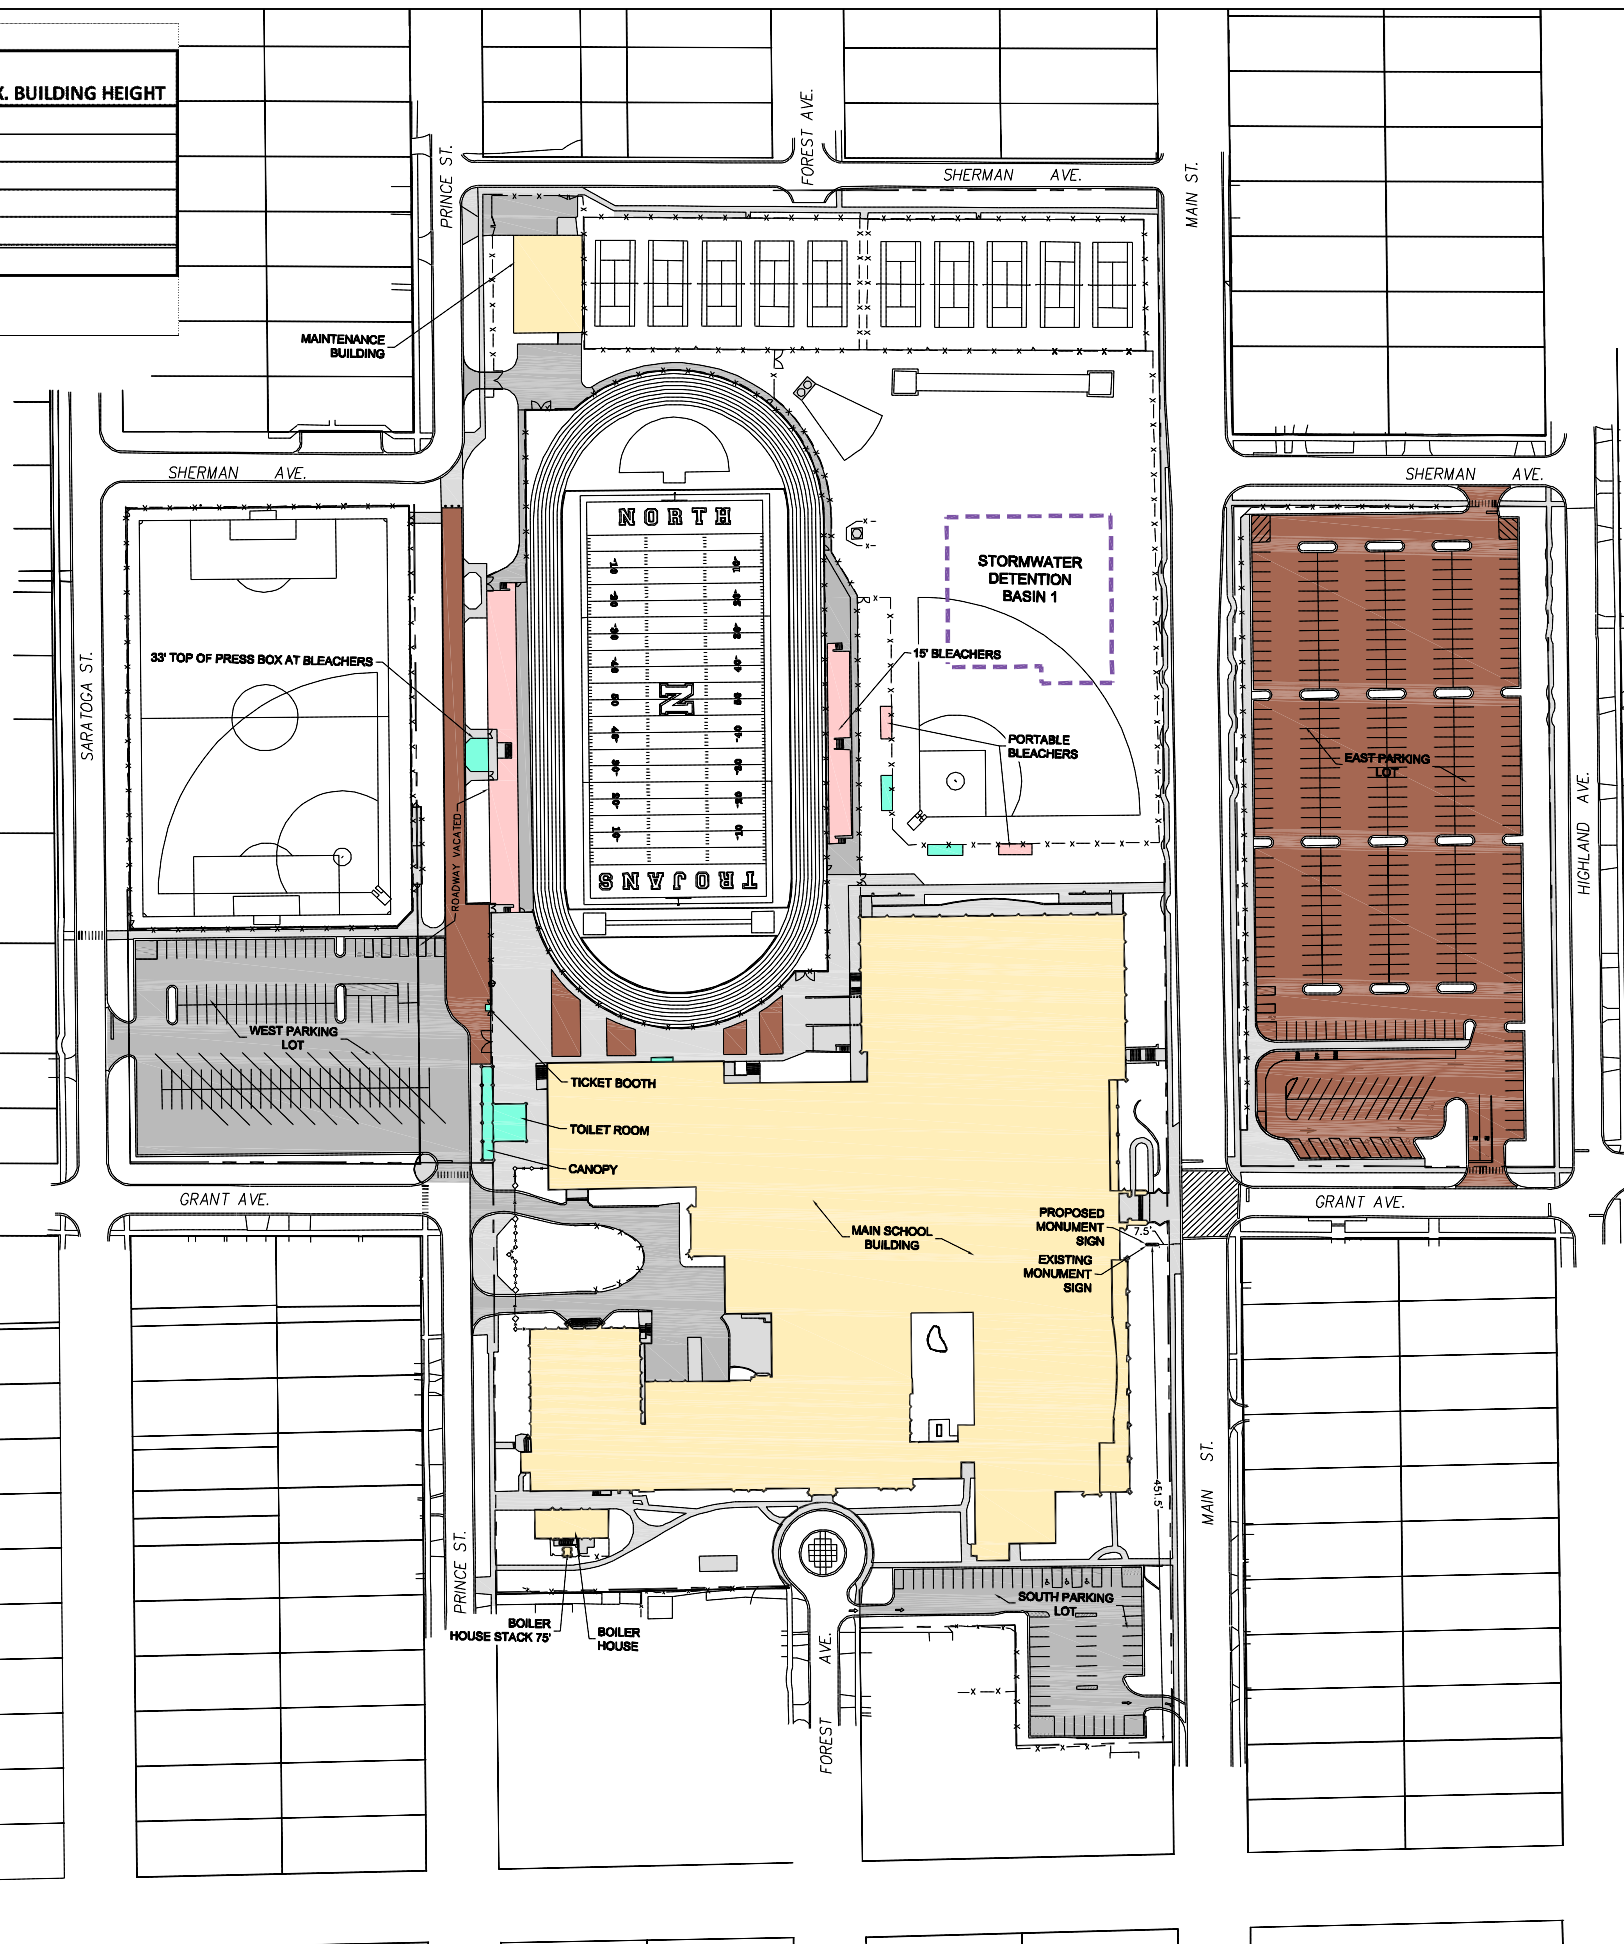 X. BUILDING HEIGHT
FOREST AVE.
PRINCE ST.
SHERMAN AVE.
MAIN ST.
MAINTENANCE
BUILDING
SHERMAN AVE.
SHERMAN AVE.
NORTH
STORMWATER
DETENTION
BASIN 1
33' TOP OF PRESS BOX AT BLEACHERS
15' BLEACHERS
SARATOGA ST.
N
PORTABLE
BLEACHERS
EAST PARKING
LOT
HIGHLAND AVE.
ROADWAY VACATED
TROJANS
WEST PARKING
LOT
TICKET BOOTH
TOILET ROOM
CANOPY
GRANT AVE.
GRANT AVE.
MAIN SCHOOL
BUILDING
PROPOSED
MONUMENT
SIGN
7.5'
EXISTING
MONUMENT
SIGN
451.5'
MAIN ST.
PRINCE ST.
SOUTH PARKING
LOT
BOILER
HOUSE STACK 75'
BOILER
HOUSE
FOREST AVE.